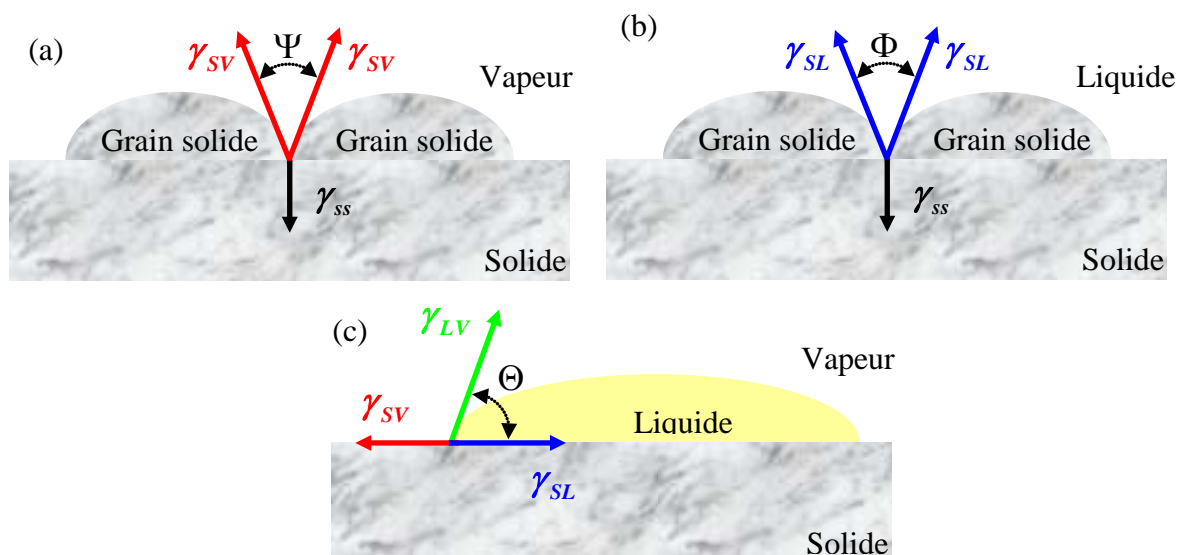 (a)
γSV
Ψ
γSV
Vapeur
Grain solide
Grain solide
γss
Solide
(b)
γSL
Φ
γSL
Liquide
Grain solide
Grain solide
γss
Solide
(c)
γLV
Vapeur
Θ
γSV
Liquide
γSL
Solide